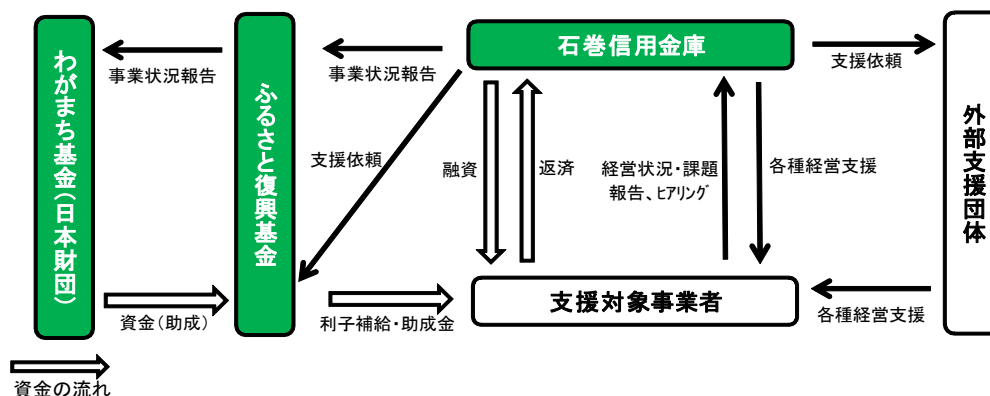 石巻信用金庫
事業状況報告
事業状況報告
支援依頼
わがまち基金(日本財団)
ふるさと復興基金
外部支援団体
支援依頼
融資
返済
経営状況・課題
報告、ﾋｱﾘﾝｸﾞ
各種経営支援
支援対象事業者
資金(助成)
利子補給・助成金
各種経営支援
資金の流れ